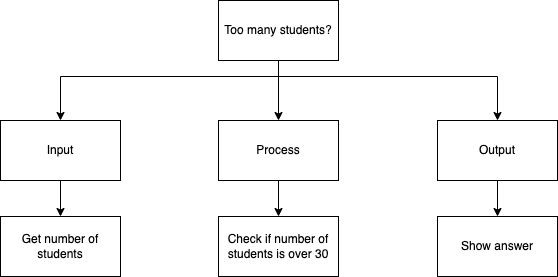 Too many students?
Input
Process
Output
Get number of
students
Check if number of
students is over 30
Show answer